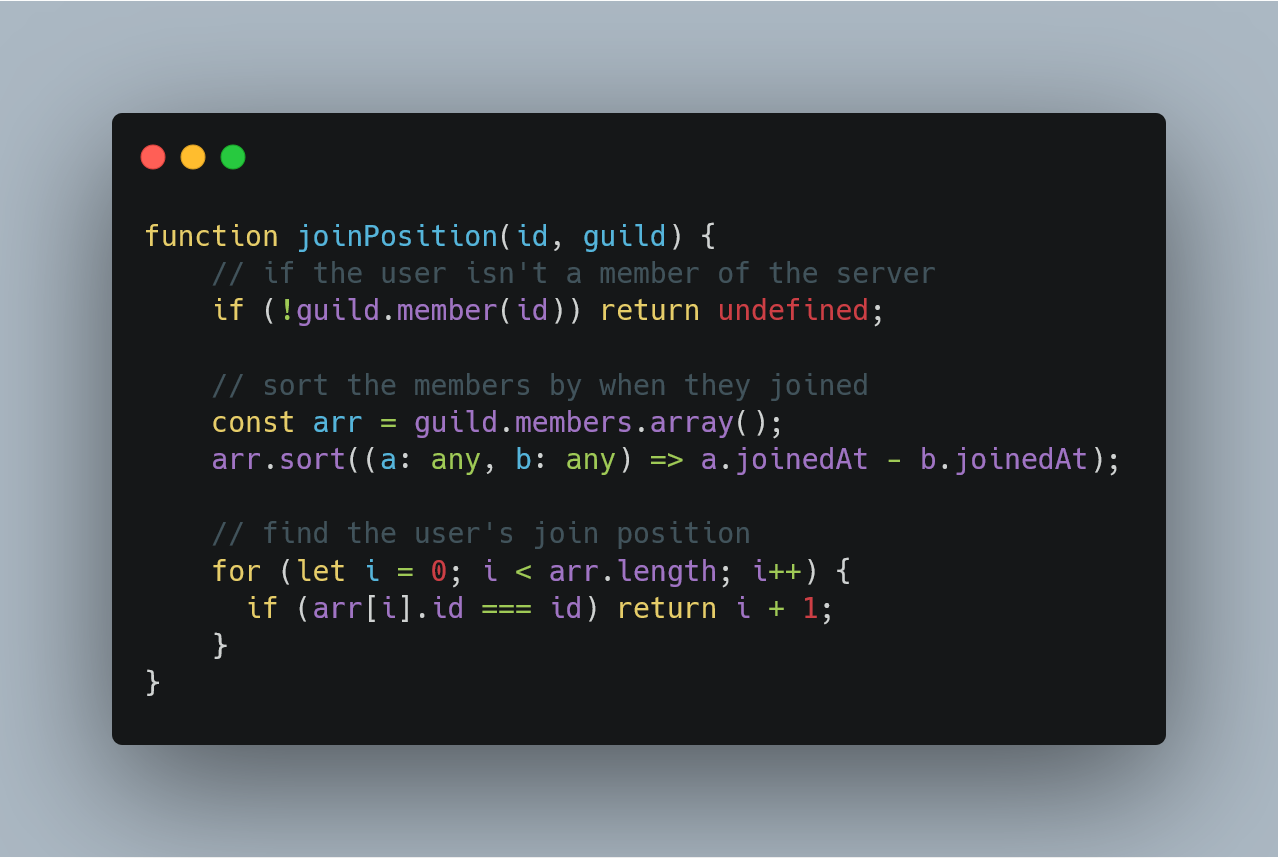 function joinPosition(id, guild) {
    // if the user isn't a member of the server
    if (!guild.member(id)) return undefined;

    // sort the members by when they joined
    const arr = guild.members.array();
    arr.sort((a: any, b: any) => a.joinedAt - b.joinedAt);

    // find the user's join position
    for (let i = 0; i < arr.length; i++) {
      if (arr[i].id === id) return i + 1;
    }
}